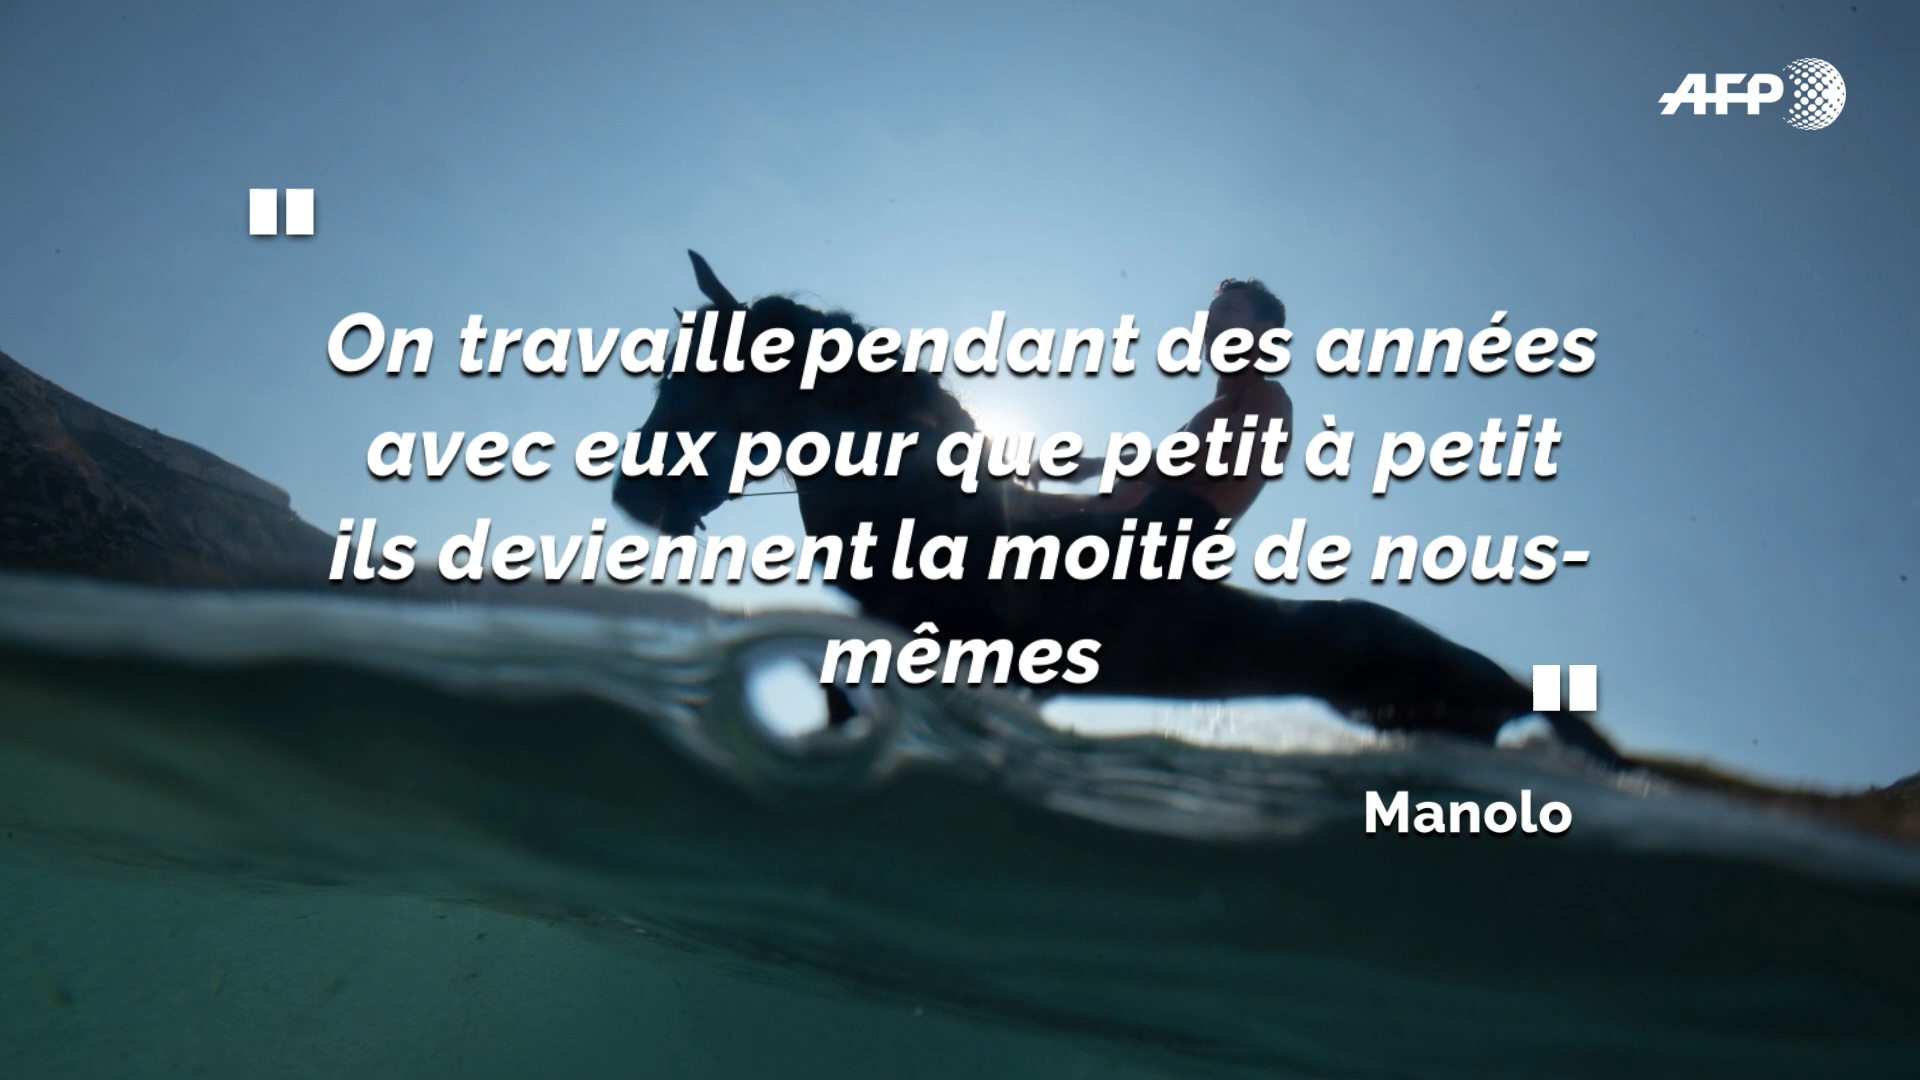 AFP
"
On travaille pendant des années
avec eux pour que petit à petit
ils deviennent la moitié de nous-
mêmes
"
Manolo